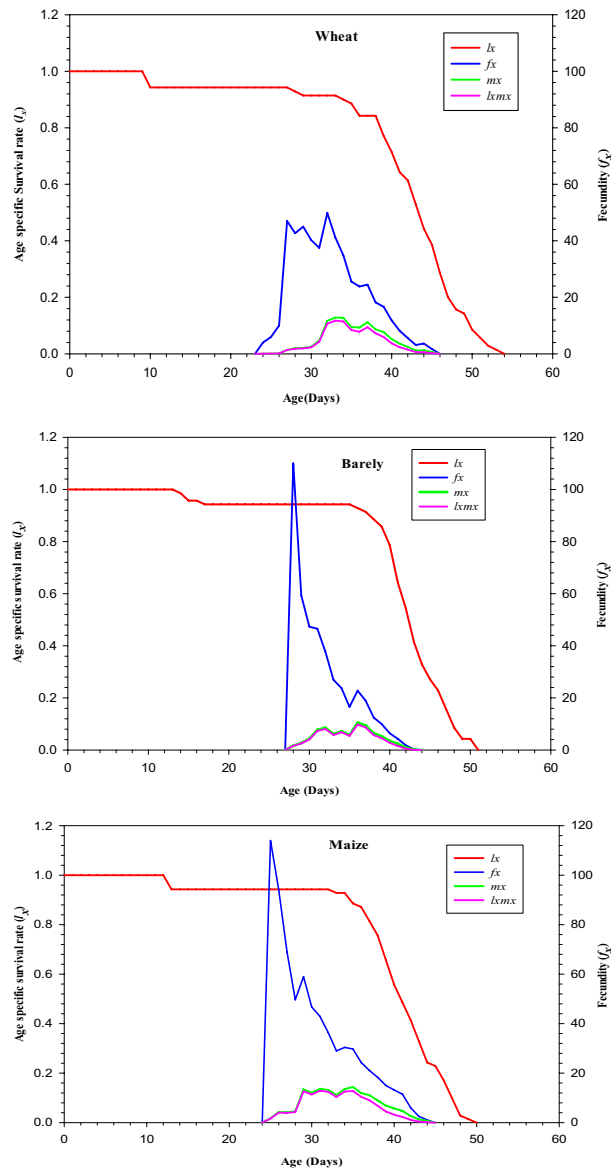 Wheat
1.2 1.0 0.8 0.6 0.4 0.2 0.0
Age specific Survival rate (lx)
lx
fx
mx
lxmx
120 100 80 60 40 20 0
Fecundity (fx)
0 10 20 30 40 50 60
Age(Days)
Barely
1.2 1.0 0.8 0.6 0.4 0.2 0.0
Age specific survival rate (lx)
lx
fx
mx
lxmx
120 100 80 60 40 20 0
Fecundity (fx)
0 10 20 30 40 50 60
Age (Days)
Maize
1.2 1.0 0.8 0.6 0.4 0.2 0.0
Age specific survival rate (lx)
lx
fx
mx
lxmx
120 100 80 60 40 20 0
Fecundity (fx)
0 10 20 30 40 50 60
Age (Days)